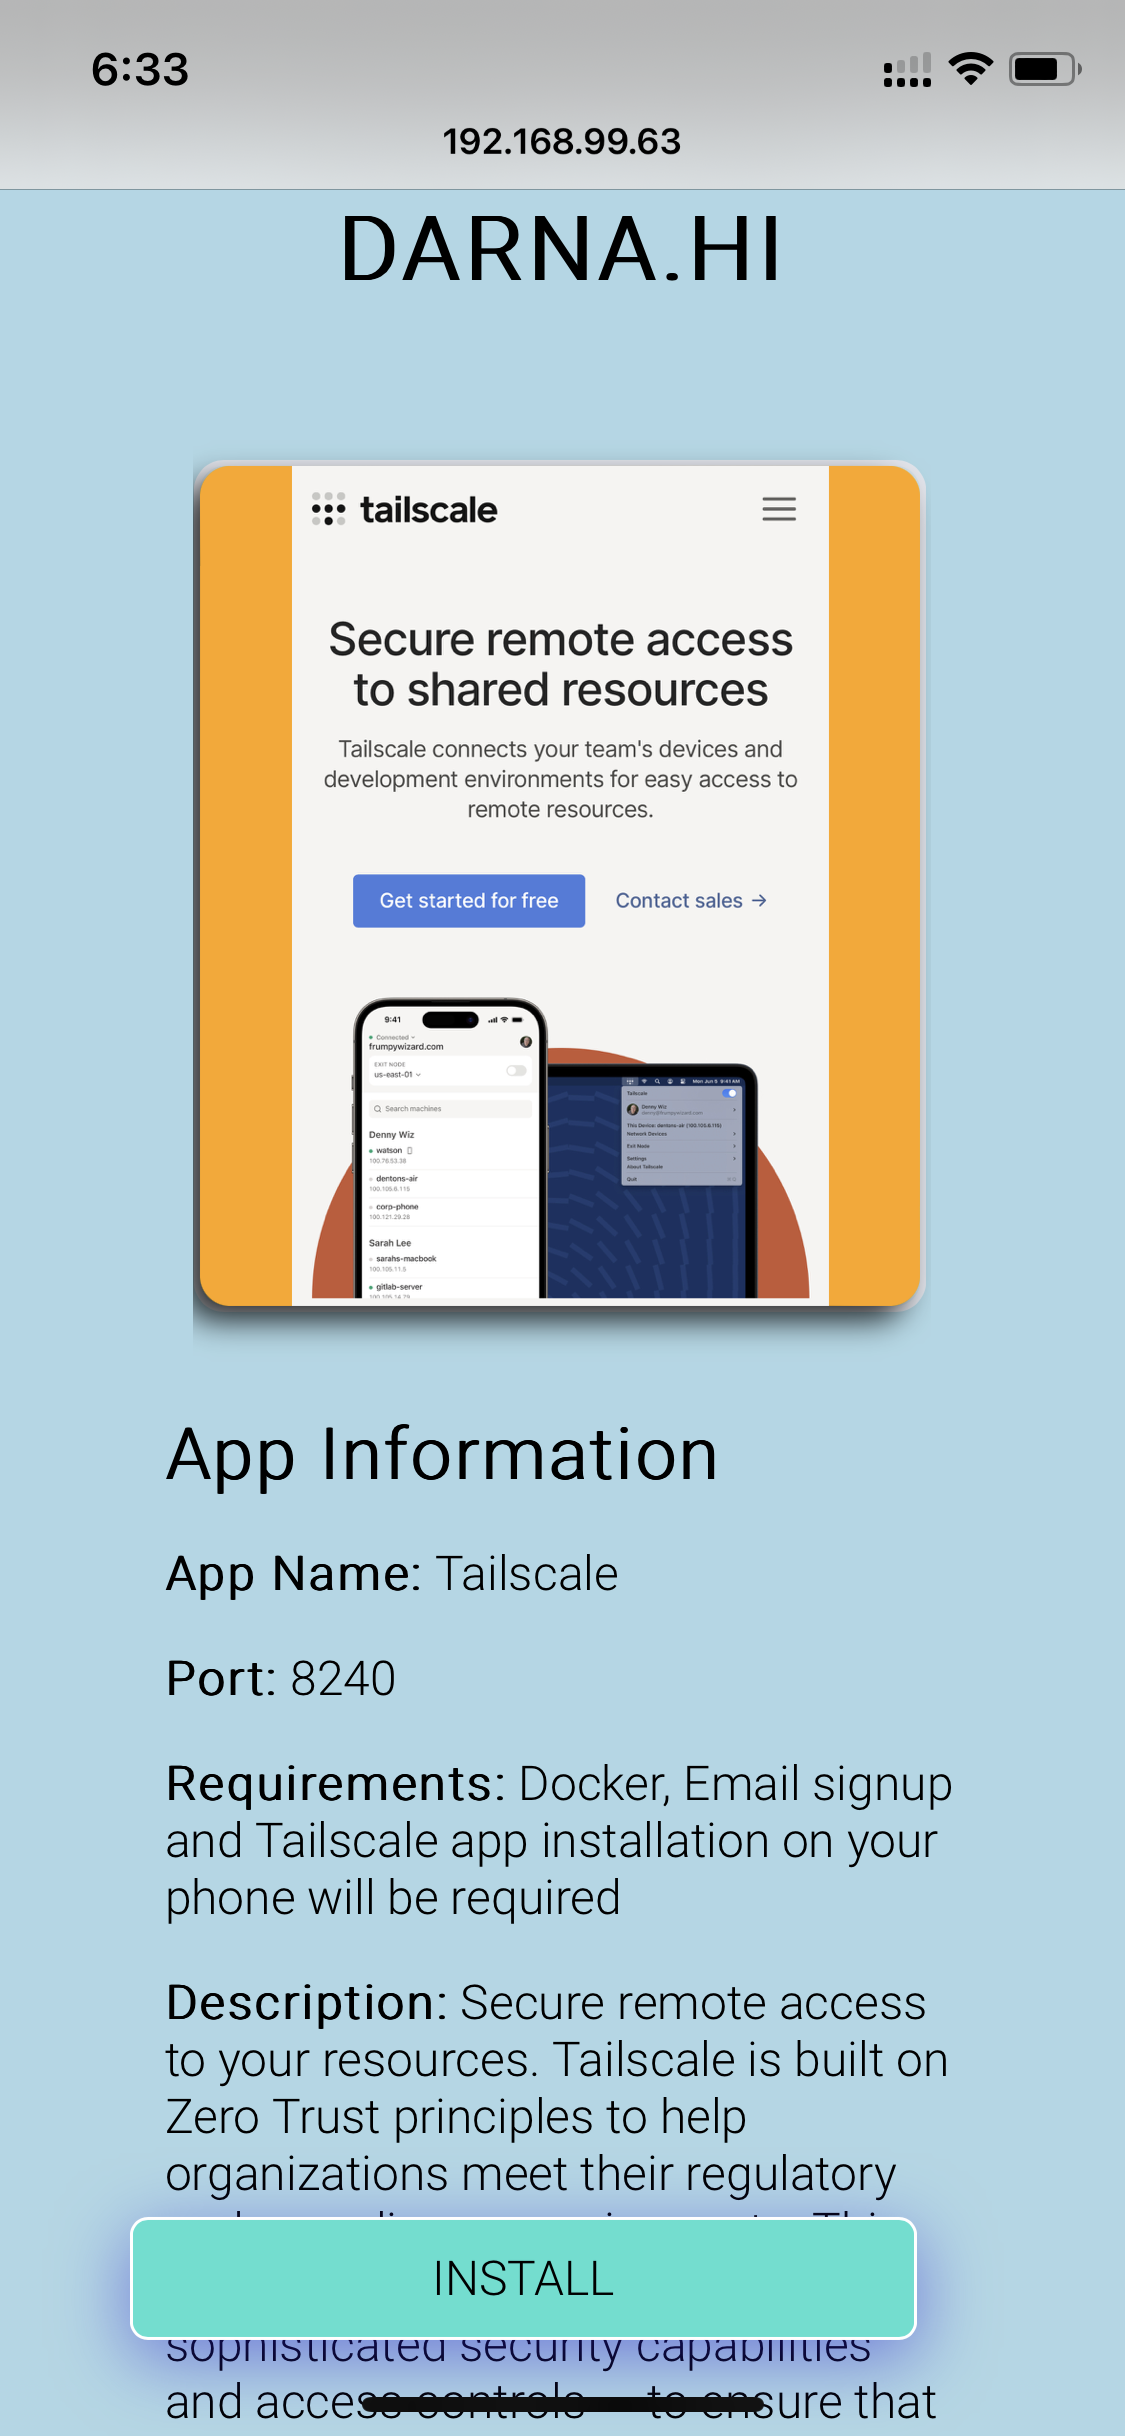 6:33
192.168.99.63
DARNA.HI
tailscale
Secure remote access
to shared resources
Tailscale connects your team's devices and
development environments for easy access to
remote resources.
Get started for free
Contact sales →
9:41
Connected
frumpywizard.com
EXIT NODE
us-east-01
Search machines
Denny Wiz
watson
100.76.53.38
dentons-air
100.105.6.115
corp-phone
100.121.29.28
Sarah Lee
sarahs-macbook
100.105.11.5
gitlab-server
Mon Jun 5 9:41 AM
Tailscale
Denny Wiz
denny@frumpywizard.com
This Device: dentons-air (100.105.6.115)
Network Devices
Exit Node
Settings
About Tailscale
Quit
App Information
App Name: Tailscale
Port: 8240
Requirements: Docker, Email signup
and Tailscale app installation on your
phone will be required
Description: Secure remote access
to your resources. Tailscale is built on
Zero Trust principles to help
organizations meet their regulatory
INSTALL
sophisticated security capabilities
and access controls to ensure that